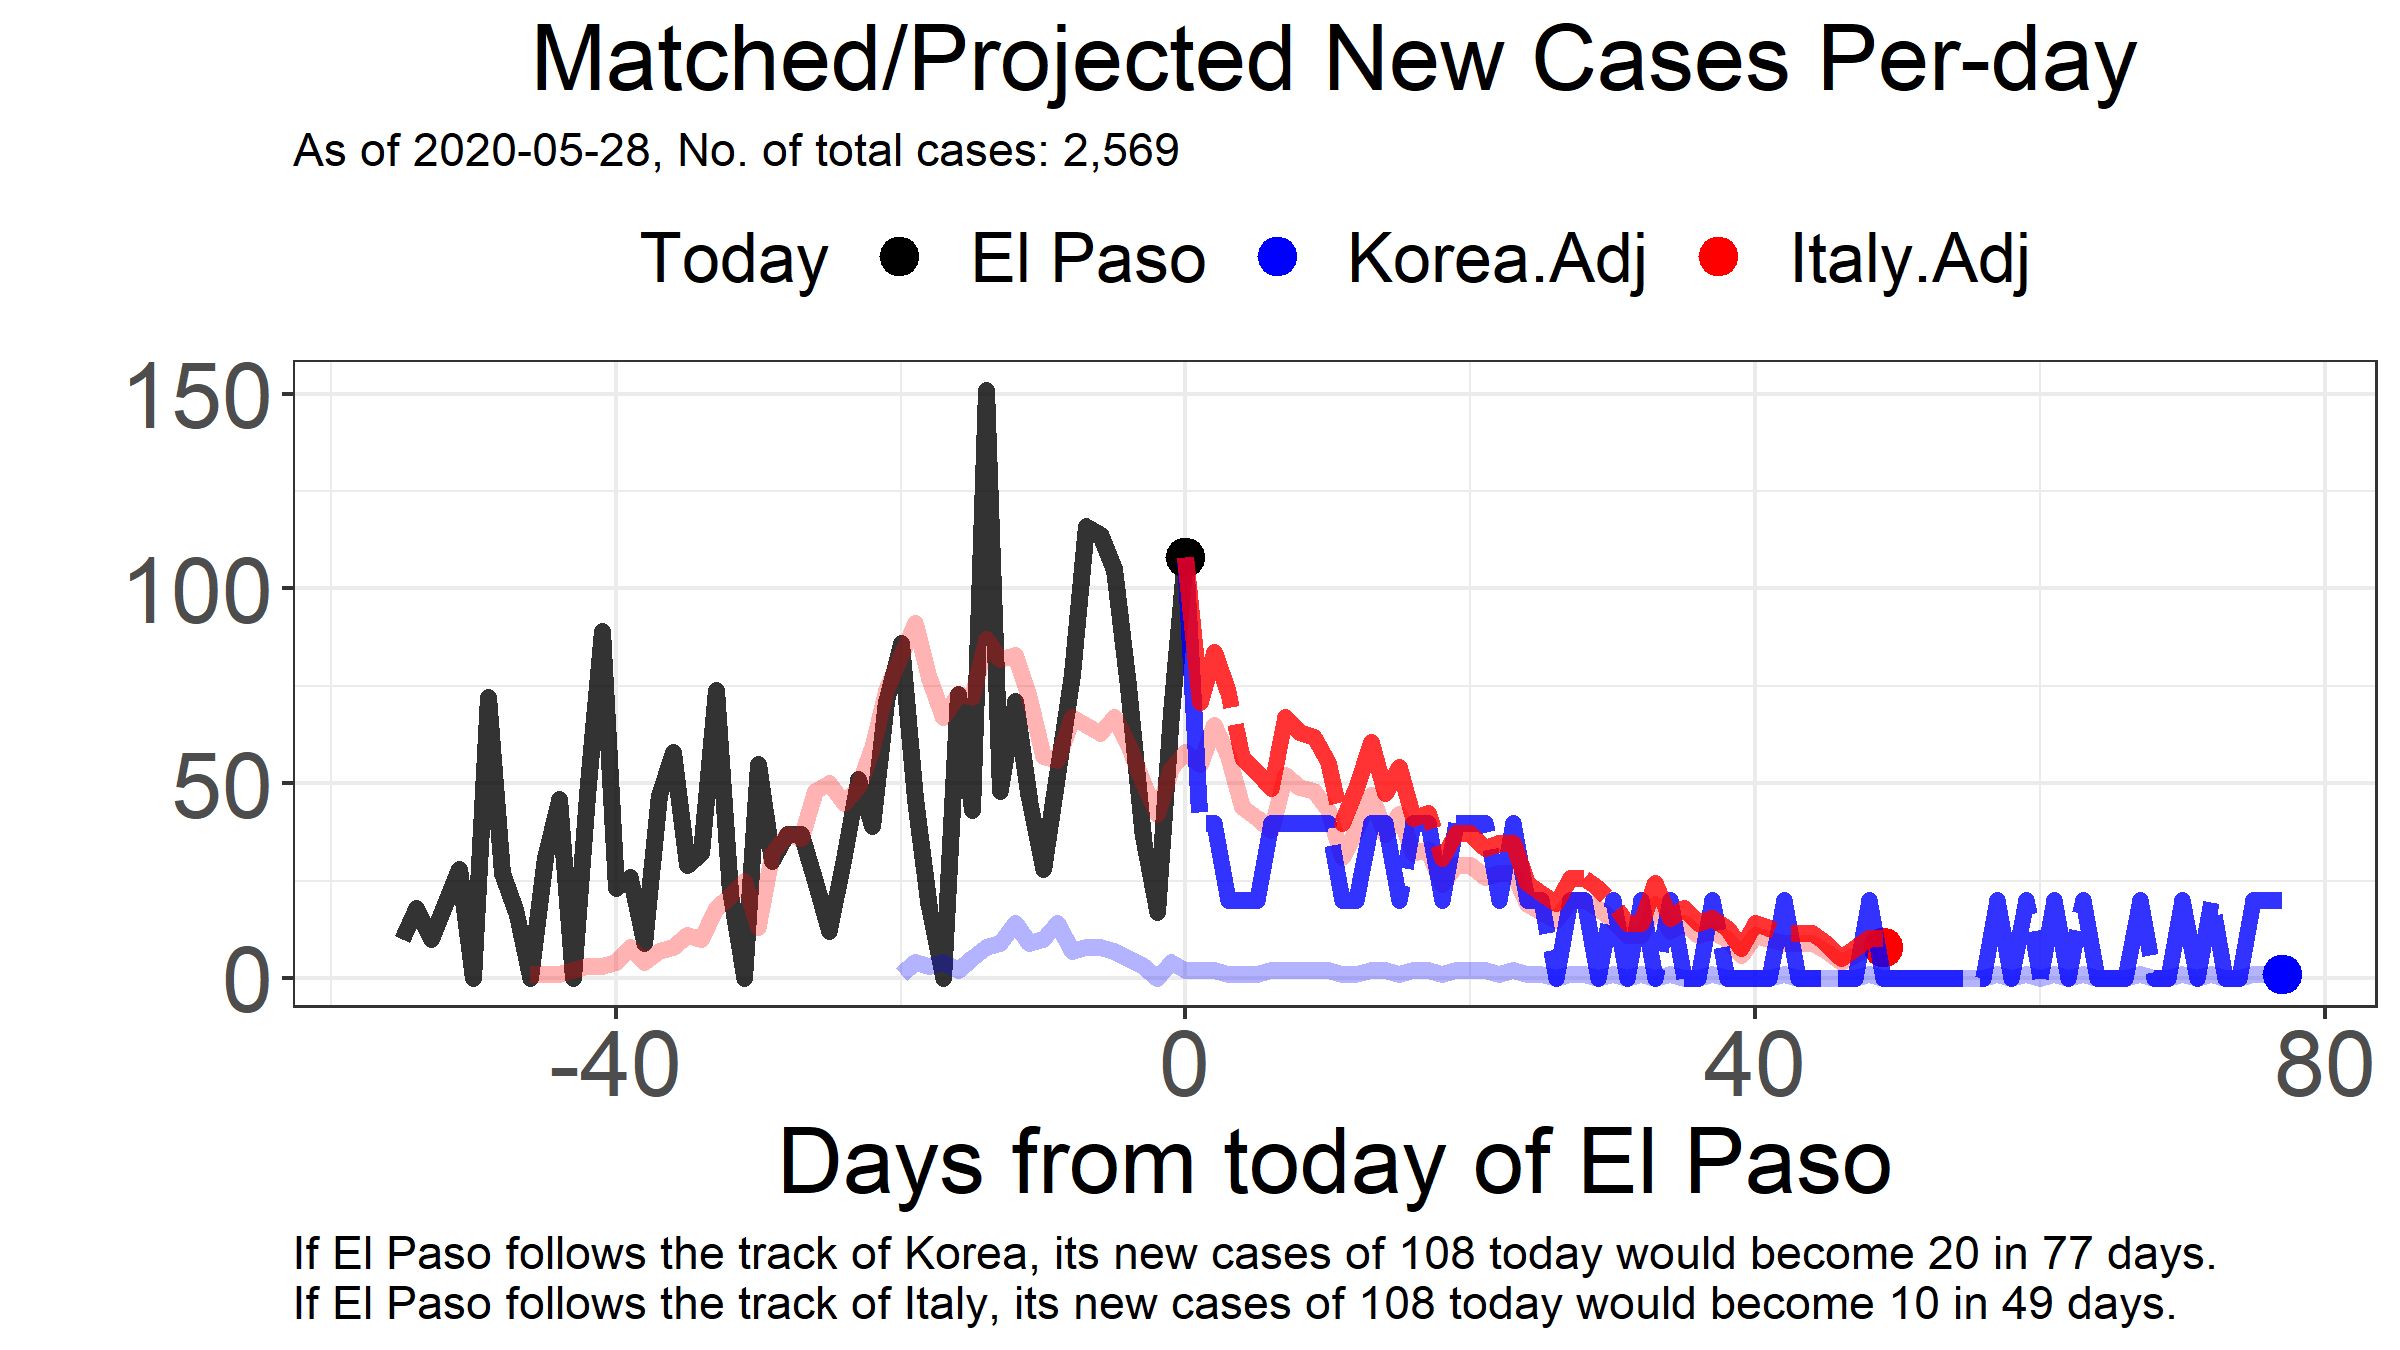 Matched/Projected New Cases Per-day
As of 2020-05-28, No. of total cases: 2,569
Today El Paso Korea.Adj Italy.Adj
150
100
50
0
-40 0 40 80
Days from today of El Paso
If El Paso follows the track of Korea, its new cases of 108 today would become 20 in 77 days.
If El Paso follows the track of Italy, its new cases of 108 today would become 10 in 49 days.